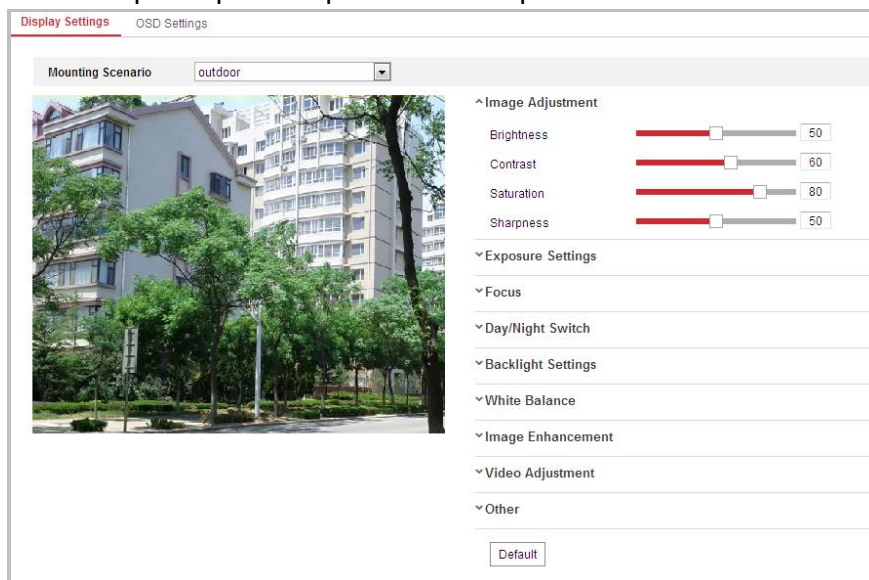 Display Settings
OSD Settings
Mounting Scenario
outdoor
Image Adjustment
Brightness 50
Contrast 60
Saturation 80
Sharpness 50
Exposure Settings
Focus
Day/Night Switch
Backlight Settings
White Balance
Image Enhancement
Video Adjustment
Other
Default